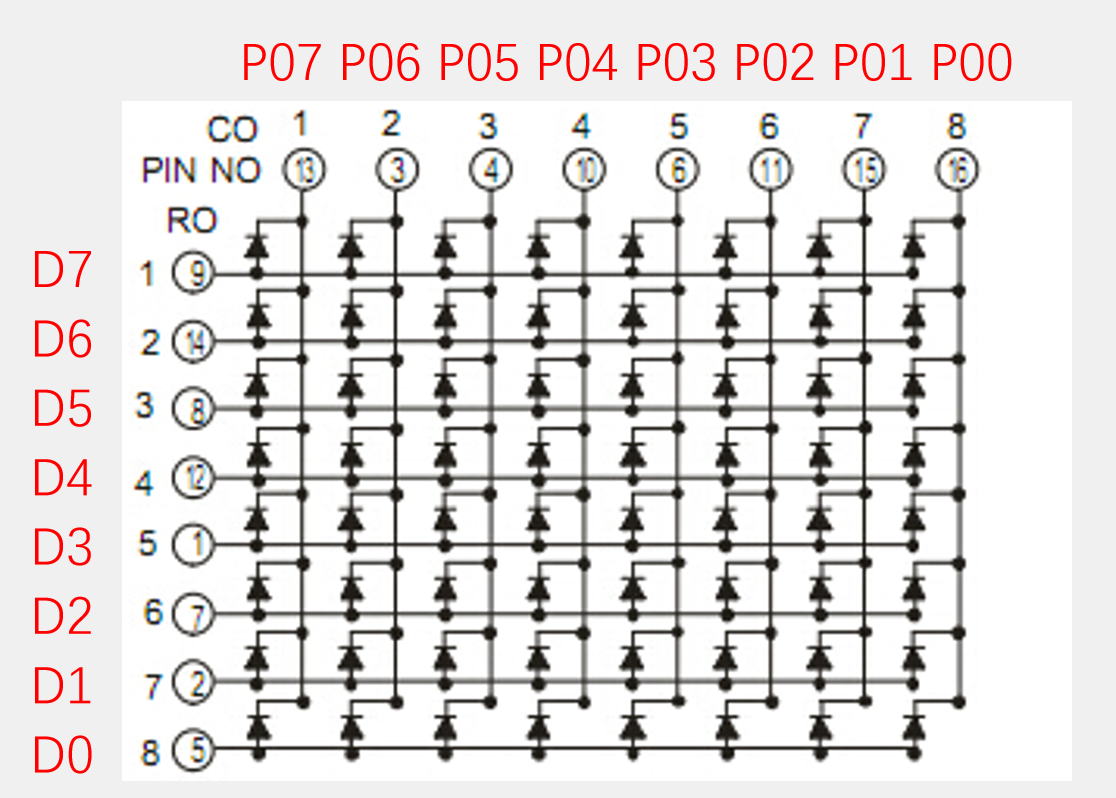 P07 P06 P05 P04 P03 P02 P01 P00
CO 1 2 3 4 5 6 7 8
PIN NO 13 3 4 10 6 11 15 16
RO
D7 1 9
D6 2 14
D5 3 8
D4 4 12
D3 5 1
D2 6 7
D1 7 2
D0 8 5